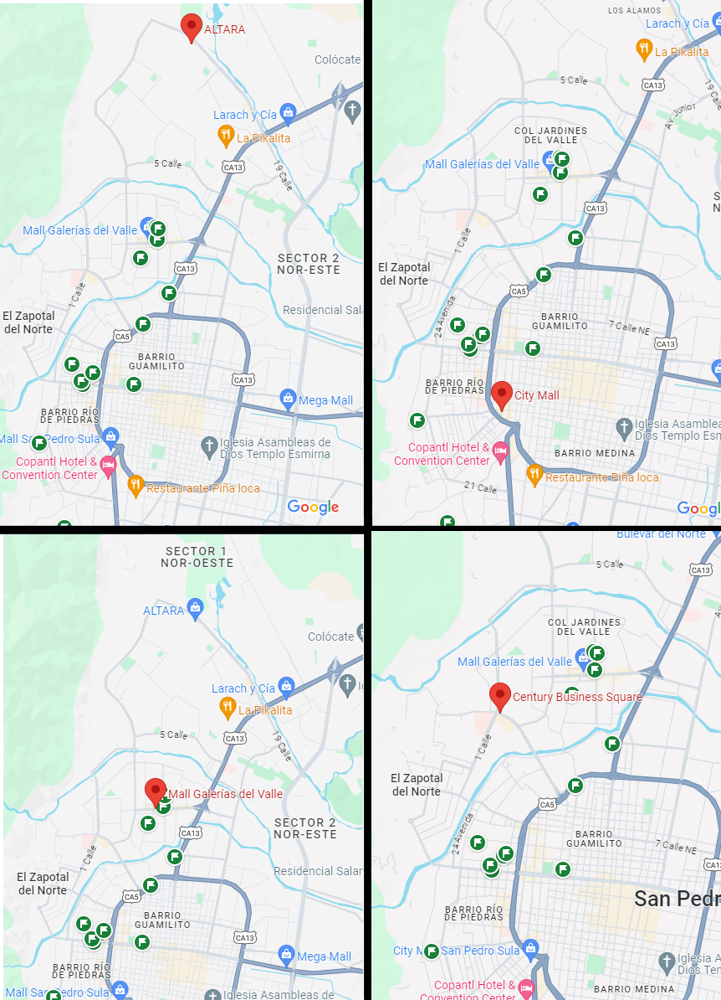 ALTARA
Colócate
Larach y Cía
La Pikalita
5 Calle
CA13
19 Calle
Mall Galerías del Valle
SECTOR 2
NOR-ESTE
CA13
1 Calle
Residencial Sala
El Zapotal
del Norte
CA5
BARRIO
GUAMILITO
CA13
Mega Mall
BARRIO RÍO
DE PIEDRAS
Mall San Pedro Sula
Iglesia Asambleas de
Dios Templo Esmirna
Copantl Hotel &
Convention Center
Restaurante Piña loca
Google
LOS ALAMOS
Larach y Cía
La Pikalita
5 Calle
CA13
19 Calle
Av. Junior
COL JARDINES
DEL VALLE
Mall Galerías del Valle
S
N
CA13
1 Calle
El Zapotal
del Norte
CA5
24 Avenida
BARRIO
GUAMILITO
7 Calle NE
CA13
BARRIO RÍO
DE PIEDRAS
City Mall
Iglesia Asamblea
Dios Templo Esm
Copantl Hotel &
Convention Center
BARRIO MEDINA
Restaurante Piña loca
21 Calle
Google
SECTOR 1
NOR-OESTE
ALTARA
Colócate
Larach y Cía
La Pikalita
5 Calle
CA13
19 Calle
Mall Galerías del Valle
SECTOR 2
NOR-ESTE
CA13
1 Calle
Residencial Salar
El Zapotal
del Norte
CA5
BARRIO
GUAMILITO
CA13
Mega Mall
BARRIO RÍO
DE PIEDRAS
Mall San Pedro Sula
Iglesia Asambleas de
Bulevar del Norte
5 Calle
CA13
COL JARDINES
DEL VALLE
Mall Galerías del Valle
Century Business Square
1 Calle
El Zapotal
del Norte
CA5
24 Avenida
BARRIO
GUAMILITO
7 Calle NE
CA13
San Pedr
BARRIO RÍO
DE PIEDRAS
City M San Pedro Sula
Iglesia A
Dios Tem
Copantl Hotel &
Convention Center
BARRIO MEDINA